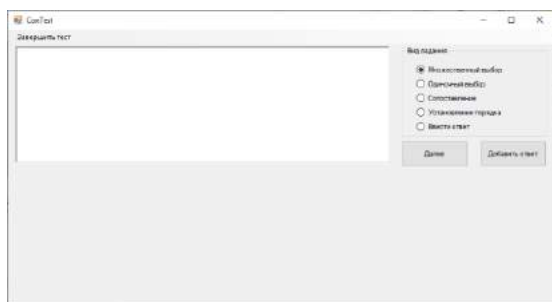 ConTest
Завершить тест
Вид задания
Множественный выбор
Одиночный выбор
Сопоставление
Установление порядка
Ввести ответ
Далее
Добавить ответ